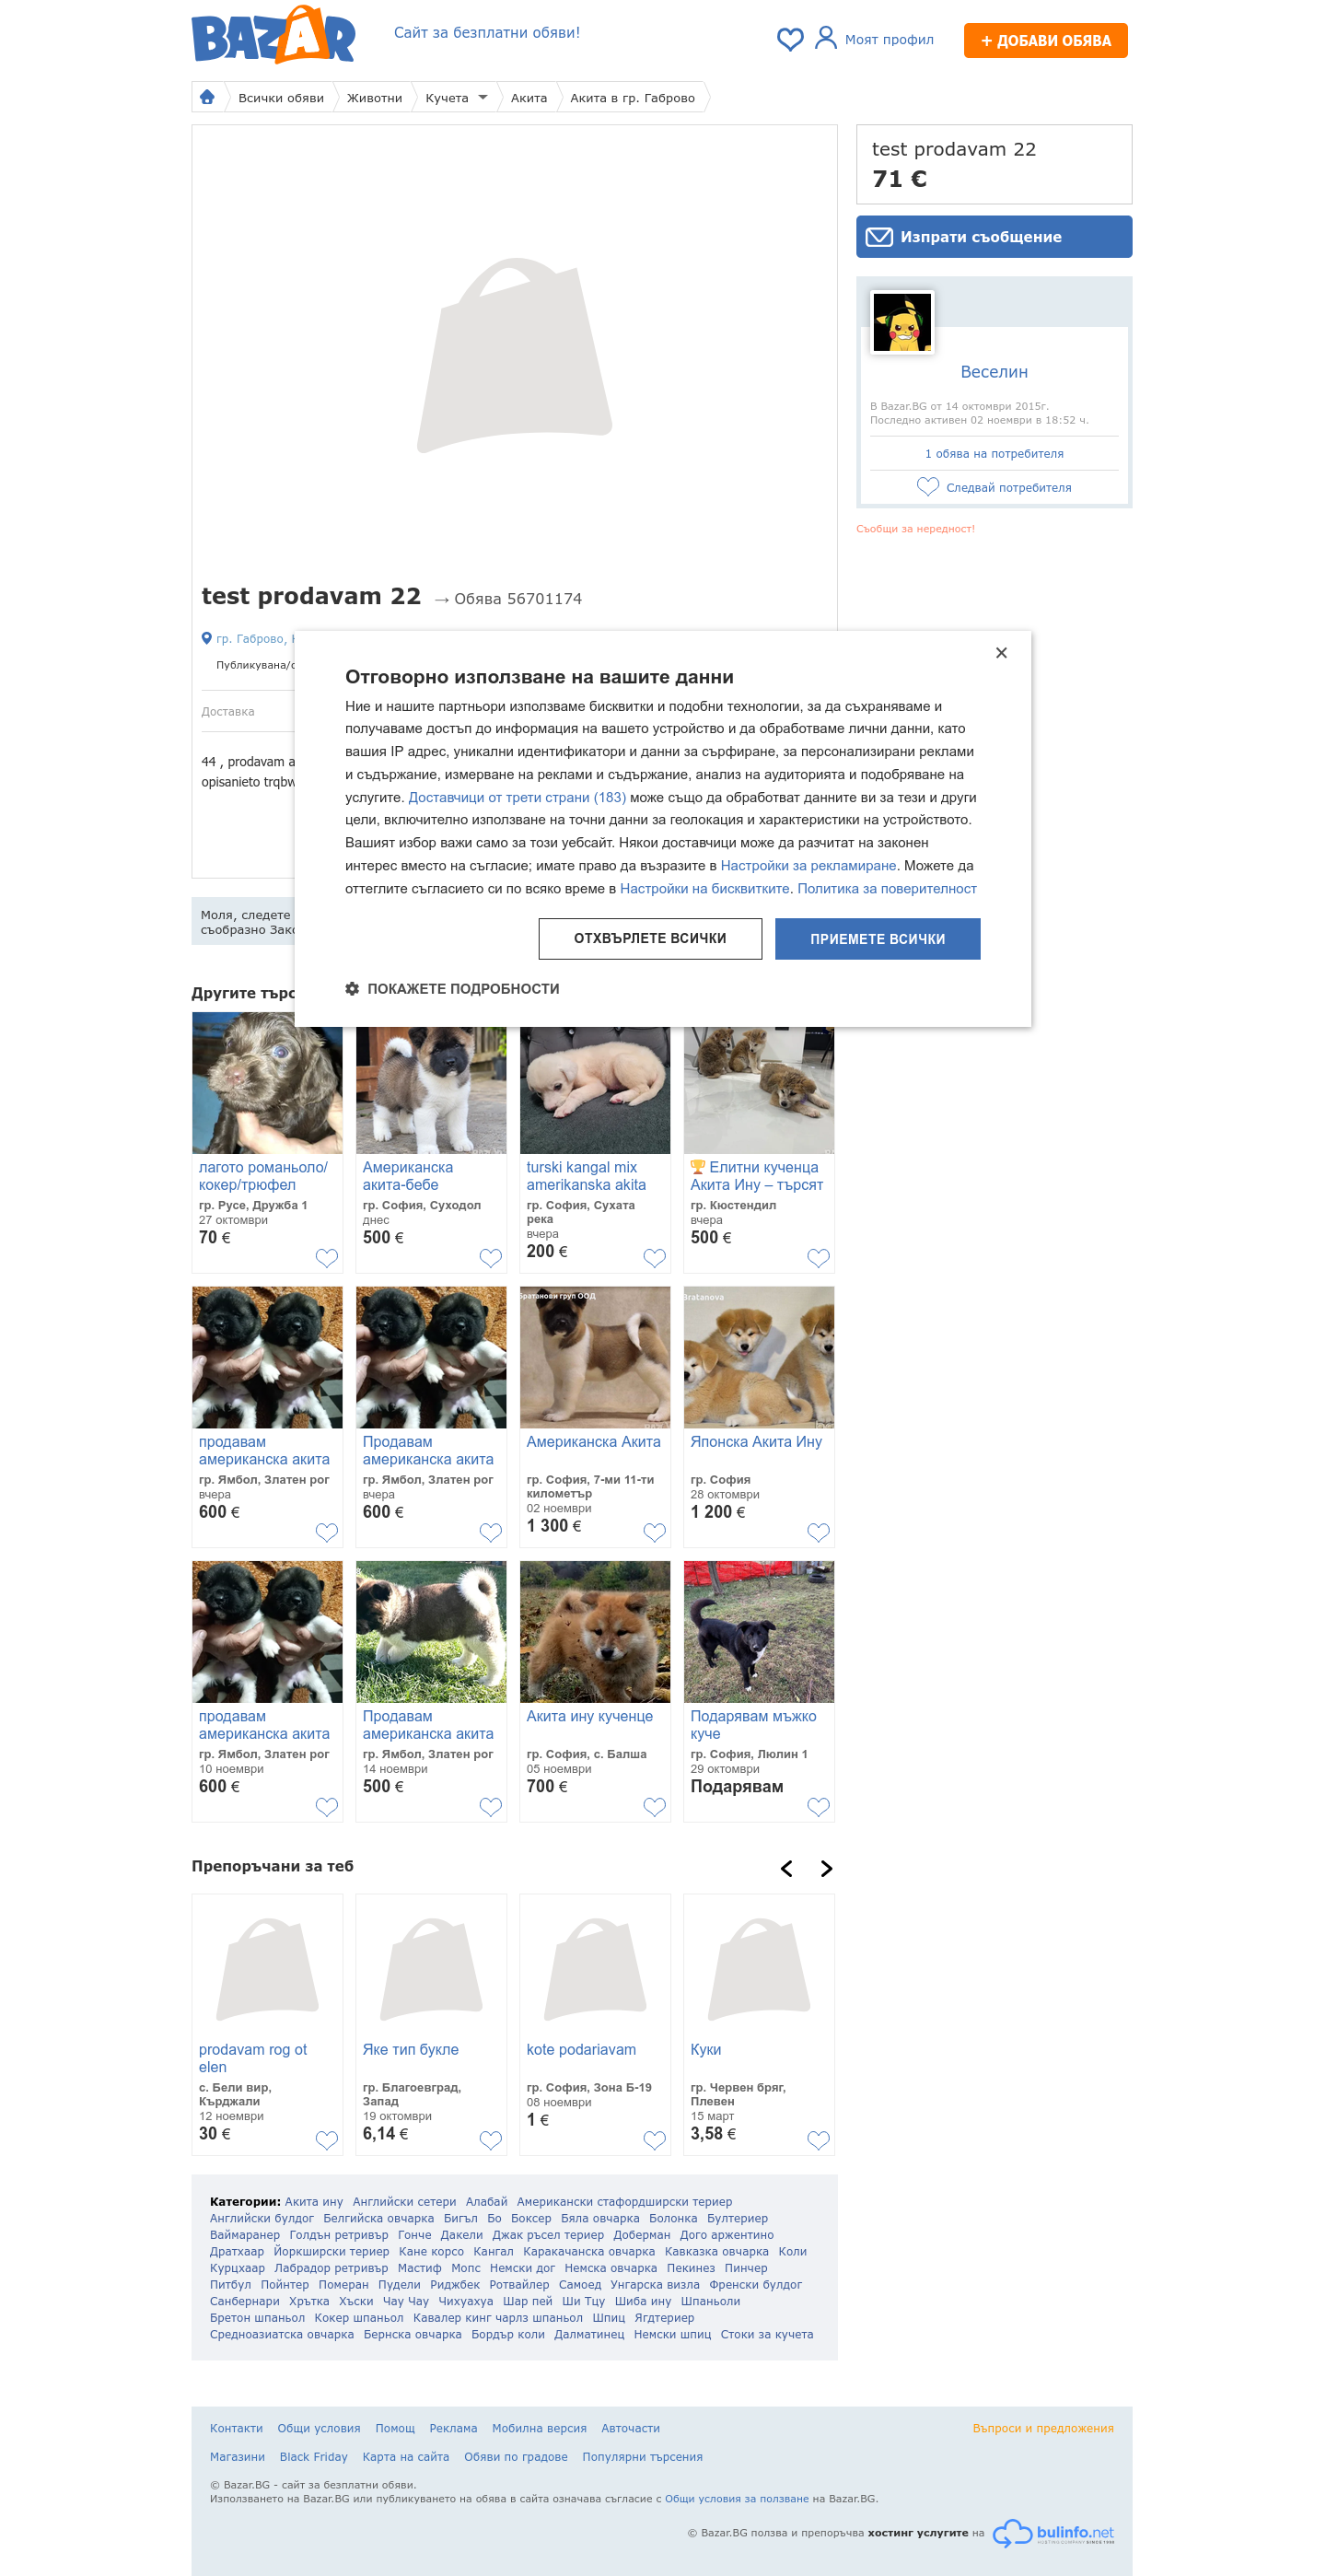 BAZAR
Сайт за безплатни обяви!
Моят профил
+ ДОБАВИ ОБЯВА
Всички обяви
Животни
Кучета
Акита
Акита в гр. Габрово
test prodavam 22
71 €
Изпрати съобщение
Веселин
В Bazar.BG от 14 октомври 2015г.
Последно активен 02 ноември в 18:52 ч.
1 обява на потребителя
Следвай потребителя
Съобщи за нередност!
test prodavam 22 → Обява 56701174
гр. Габрово,
Доставка
44 , prodavam
opisanieto
Моля, следете
съобразно
×
Отговорно използване на вашите данни
Ние и нашите партньори използваме бисквитки и подобни технологии, за да съхраняваме и
получаваме достъп до информация на вашето устройство и да обработваме лични данни, като
вашия IP адрес, уникални идентификатори и данни за сърфиране, за персонализирани реклами
и съдържание, измерване на реклами и съдържание, анализ на аудиторията и подобряване на
услугите. Доставчици от трети страни (183) може също да обработват данните ви за тези и други
цели, включително използване на точни данни за геолокация и характеристики на устройството.
Вашият избор важи само за този уебсайт. Някои доставчици може да разчитат на законен
интерес вместо на съгласие; имате право да възразите в Настройки за рекламиране. Можете да
оттеглите съгласието си по всяко време в Настройки на бисквитките. Политика за поверителност
ОТХВЪРЛЕТЕ ВСИЧКИ
ПРИЕМЕТЕ ВСИЧКИ
ПОКАЖЕТЕ ПОДРОБНОСТИ
Другите
лагото романьоло/
кокер/трюфел
гр. Русе, Дружба 1
27 октомври
70 €
Американска
акита-бебе
гр. София, Суходол
днес
500 €
turski kangal mix
amerikanska akita
гр. София, Сухата
река
вчера
200 €
🏆 Елитни кученца
Акита Ину – търсят
гр. Кюстендил
вчера
500 €
Братанови груп ООД
Bratanova
продавам
американска акита
гр. Ямбол, Златен рог
вчера
600 €
Продавам
американска акита
гр. Ямбол, Златен рог
вчера
600 €
Американска Акита
гр. София, 7-ми 11-ти
километър
02 ноември
1 300 €
Японска Акита Ину
гр. София
28 октомври
1 200 €
продавам
американска акита
гр. Ямбол, Златен рог
10 ноември
600 €
Продавам
американска акита
гр. Ямбол, Златен рог
14 ноември
500 €
Акита ину кученце
гр. София, с. Балша
05 ноември
700 €
Подарявам мъжко
куче
гр. София, Люлин 1
29 октомври
Подарявам
Препоръчани за теб
prodavam rog ot
elen
с. Бели вир,
Кърджали
12 ноември
30 €
Яке тип букле
гр. Благоевград,
Запад
19 октомври
6,14 €
kote podariavam
гр. София, Зона Б-19
08 ноември
1 €
Куки
гр. Червен бряг,
Плевен
15 март
3,58 €
Категории: Акита ину Английски сетери Алабай Американски стафордширски териер
Английски булдог Белгийска овчарка Бигъл Бо Боксер Бяла овчарка Болонка Бултериер
Ваймаранер Голдън ретривър Гонче Дакели Джак ръсел териер Доберман Дого аржентино
Дратхаар Йоркширски териер Кане корсо Кангал Каракачанска овчарка Кавказка овчарка Коли
Курцхаар Лабрадор ретривър Мастиф Мопс Немски дог Немска овчарка Пекинез Пинчер
Питбул Пойнтер Померан Пудели Риджбек Ротвайлер Самоед Унгарска визла Френски булдог
Санбернари Хрътка Хъски Чау Чау Чихуахуа Шар пей Ши Тцу Шиба ину Шпаньоли
Бретон шпаньол Кокер шпаньол Кавалер кинг чарлз шпаньол Шпиц Ягдтериер
Средноазиатска овчарка Бернска овчарка Бордър коли Далматинец Немски шпиц Стоки за кучета
Контакти Общи условия Помощ Реклама Мобилна версия Авточасти
Въпроси и предложения
Магазини Black Friday Карта на сайта Обяви по градове Популярни търсения
© Bazar.BG - сайт за безплатни обяви.
Използването на Bazar.BG или публикуването на обява в сайта означава съгласие с Общи условия за ползване на Bazar.BG.
© Bazar.BG ползва и препоръчва хостинг услугите на
bulinfo.net
HOSTING COMPANY SINCE 1998